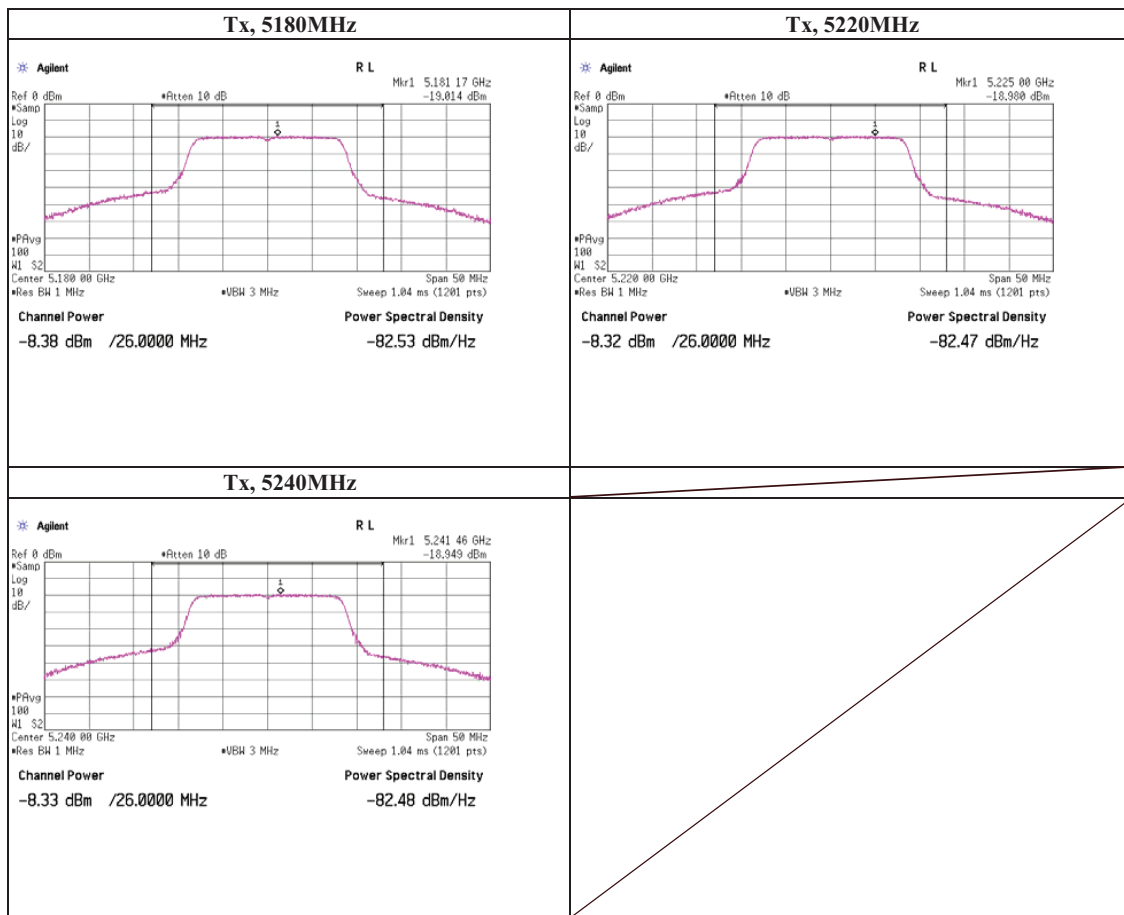 Tx, 5180MHz
Agilent
R L
Mkr1 5.181 17 GHz
Ref 0 dBm
*Atten 10 dB
-19.014 dBm
*Samp
Log
10
dB/
1
*PAvg
100
W1 S2
Center 5.180 00 GHz
Span 50 MHz
*Res BW 1 MHz
*VBW 3 MHz
Sweep 1.04 ms (1201 pts)
Channel Power
Power Spectral Density
-8.38 dBm /26.0000 MHz
-82.53 dBm/Hz
Tx, 5220MHz
Agilent
R L
Mkr1 5.225 00 GHz
Ref 0 dBm
*Atten 10 dB
-18.980 dBm
*Samp
Log
10
dB/
1
*PAvg
100
W1 S2
Center 5.220 00 GHz
Span 50 MHz
*Res BW 1 MHz
*VBW 3 MHz
Sweep 1.04 ms (1201 pts)
Channel Power
Power Spectral Density
-8.32 dBm /26.0000 MHz
-82.47 dBm/Hz
Tx, 5240MHz
Agilent
R L
Mkr1 5.241 46 GHz
Ref 0 dBm
*Atten 10 dB
-18.949 dBm
*Samp
Log
10
dB/
1
*PAvg
100
W1 S2
Center 5.240 00 GHz
Span 50 MHz
*Res BW 1 MHz
*VBW 3 MHz
Sweep 1.04 ms (1201 pts)
Channel Power
Power Spectral Density
-8.33 dBm /26.0000 MHz
-82.48 dBm/Hz